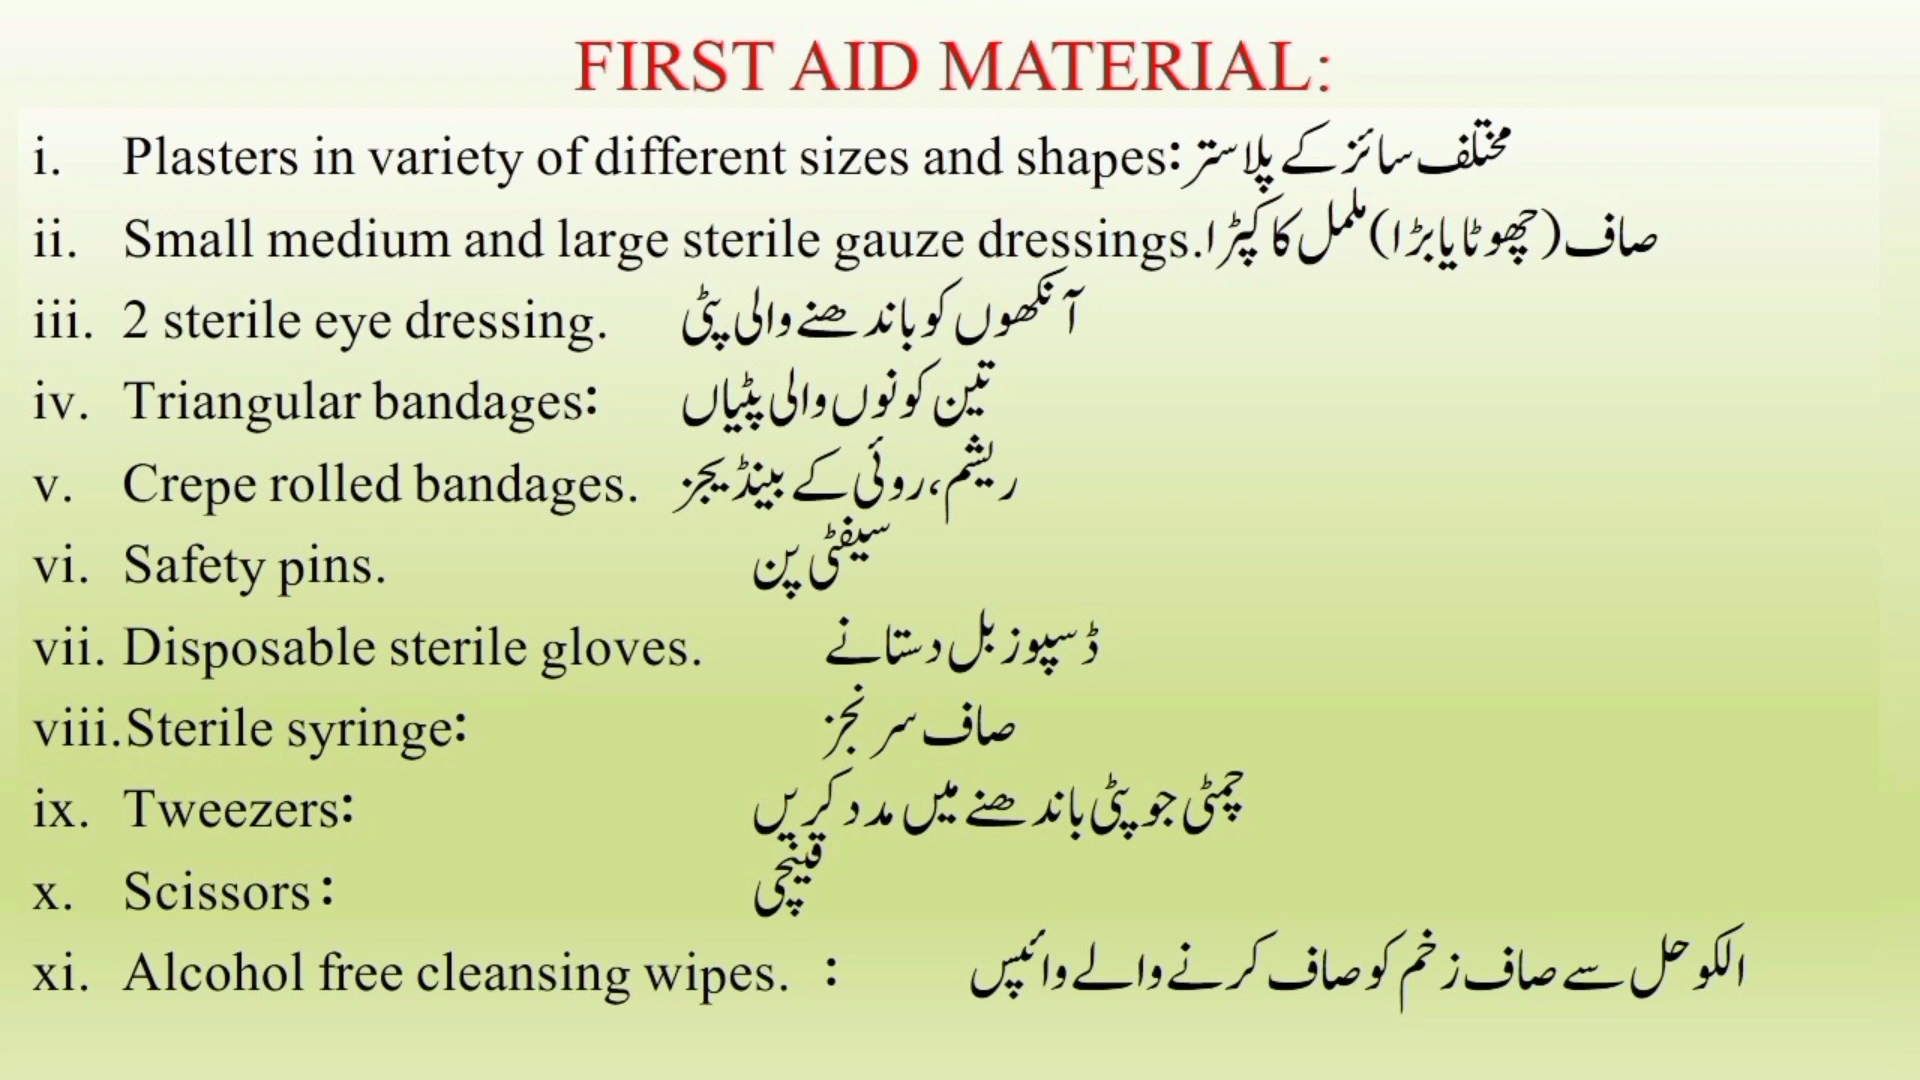 FIRST AID MATERIAL:
i. Plasters in variety of different sizes and shapes: مختلف سائز کے پلاستر
ii. Small medium and large sterile gauze dressings. صاف (چھوٹا یا بڑا) ململ کا کپڑا
iii. 2 sterile eye dressing. آنکھوں کو باندھنے والی پٹی
iv. Triangular bandages: تین کونوں والی پٹیاں
v. Crepe rolled bandages. ریشم، روئی کے بینڈیجز
vi. Safety pins. سیفٹی پن
vii. Disposable sterile gloves. ڈسپوزبل دستانے
viii. Sterile syringe: صاف سرنجز
ix. Tweezers: چمٹی جو پٹی باندھنے میں مدد کریں
x. Scissors : قینچی
xi. Alcohol free cleansing wipes. : الکوحل سے صاف زخم کو صاف کرنے والے وائپس